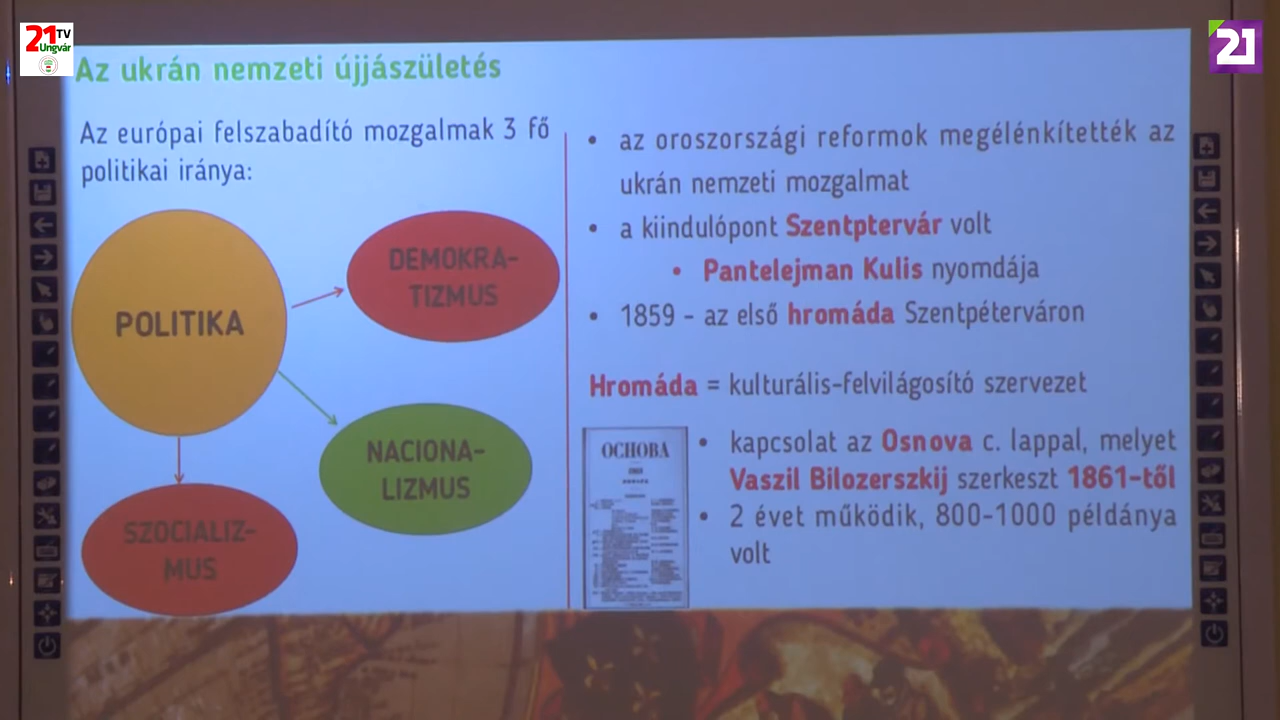 21 TV
Ungvár
21
Az ukrán nemzeti újjászületés
Az európai felszabadító mozgalmak 3 fő
politikai iránya:
POLITIKA
DEMOKRA-
TIZMUS
NACIONA-
LIZMUS
SZOCIALIZ-
MUS
• az oroszországi reformok megélénkítették az
ukrán nemzeti mozgalmat
• a kiindulópont Szentptervár volt
• Pantelejman Kulis nyomdája
• 1859 - az első hromáda Szentpéterváron
Hromáda = kulturális-felvilágosító szervezet
ОСНОВА
• kapcsolat az Osnova c. lappal, melyet
Vaszil Bilozerszkij szerkeszt 1861-től
• 2 évet működik, 800-1000 példánya
volt